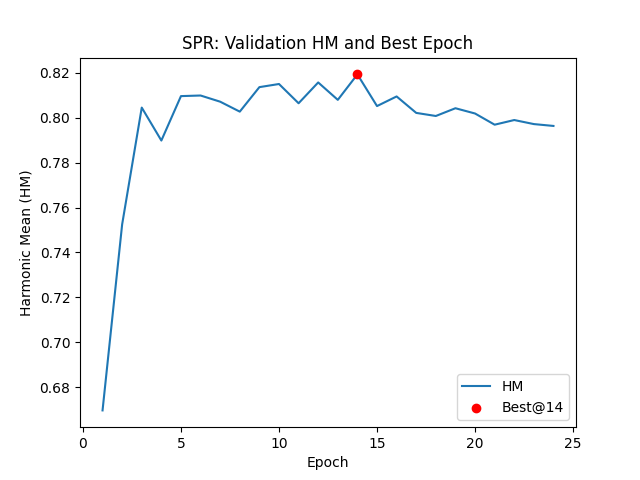 SPR: Validation HM and Best Epoch
Harmonic Mean (HM)
0.82
0.80
0.78
0.76
0.74
0.72
0.70
0.68
HM
Best@14
0 5 10 15 20 25
Epoch